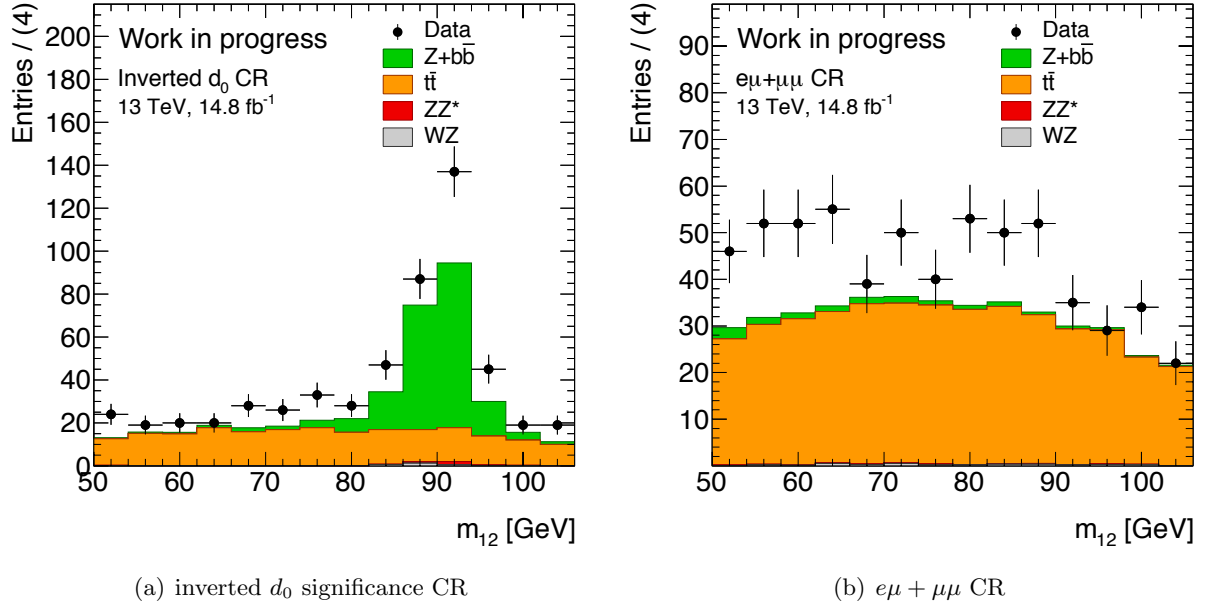 Entries / (4)
200
180
160
140
120
100
80
60
40
20
0
Work in progress
Inverted d₀ CR
13 TeV, 14.8 fb⁻¹
Data
Z+bb̅
tt̅
ZZ*
WZ
50 60 70 80 90 100
m₁₂ [GeV]
(a) inverted d₀ significance CR
Entries / (4)
90
80
70
60
50
40
30
20
10
Work in progress
eμ+μμ CR
13 TeV, 14.8 fb⁻¹
Data
Z+bb̅
tt̅
ZZ*
WZ
50 60 70 80 90 100
m₁₂ [GeV]
(b) eμ + μμ CR